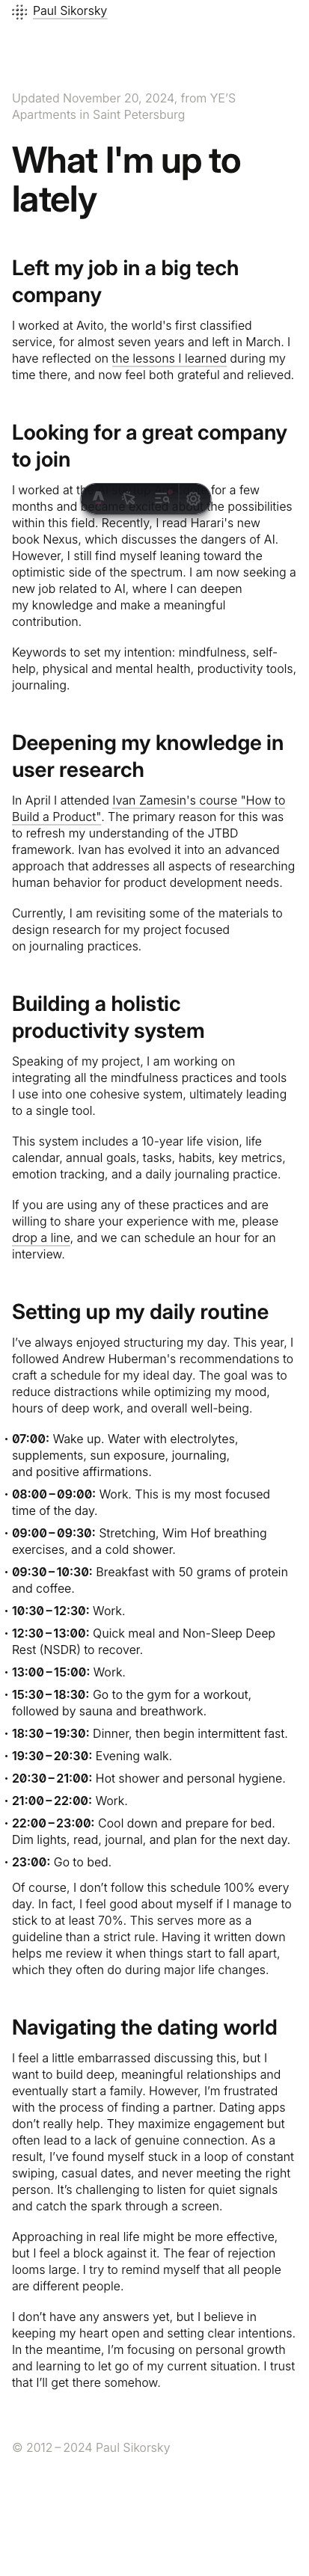 Paul Sikorsky
Updated November 20, 2024, from YE'S
Apartments in Saint Petersburg
What I'm up to
lately
Left my job in a big tech
company
I worked at Avito, the world's first classified
service, for almost seven years and left in March. I
have reflected on the lessons I learned during my
time there, and now feel both grateful and relieved.
Looking for a great company
to join
I worked at for a few
months and excited about the possibilities
within this field. Recently, I read Harari's new
book Nexus, which discusses the dangers of AI.
However, I still find myself leaning toward the
optimistic side of the spectrum. I am now seeking a
new job related to AI, where I can deepen
my knowledge and make a meaningful
contribution.
Keywords to set my intention: mindfulness, self-
help, physical and mental health, productivity tools,
journaling.
Deepening my knowledge in
user research
In April I attended Ivan Zamesin's course "How to
Build a Product". The primary reason for this was
to refresh my understanding of the JTBD
framework. Ivan has evolved it into an advanced
approach that addresses all aspects of researching
human behavior for product development needs.
Currently, I am revisiting some of the materials to
design research for my project focused
on journaling practices.
Building a holistic
productivity system
Speaking of my project, I am working on
integrating all the mindfulness practices and tools
I use into one cohesive system, ultimately leading
to a single tool.
This system includes a 10-year life vision, life
calendar, annual goals, tasks, habits, key metrics,
emotion tracking, and a daily journaling practice.
If you are using any of these practices and are
willing to share your experience with me, please
drop a line, and we can schedule an hour for an
interview.
Setting up my daily routine
I've always enjoyed structuring my day. This year, I
followed Andrew Huberman's recommendations to
craft a schedule for my ideal day. The goal was to
reduce distractions while optimizing my mood,
hours of deep work, and overall well-being.
· 07:00: Wake up. Water with electrolytes,
supplements, sun exposure, journaling,
and positive affirmations.
· 08:00 – 09:00: Work. This is my most focused
time of the day.
· 09:00 – 09:30: Stretching, Wim Hof breathing
exercises, and a cold shower.
· 09:30 – 10:30: Breakfast with 50 grams of protein
and coffee.
· 10:30 – 12:30: Work.
· 12:30 – 13:00: Quick meal and Non-Sleep Deep
Rest (NSDR) to recover.
· 13:00 – 15:00: Work.
· 15:30 – 18:30: Go to the gym for a workout,
followed by sauna and breathwork.
· 18:30 – 19:30: Dinner, then begin intermittent fast.
· 19:30 – 20:30: Evening walk.
· 20:30 – 21:00: Hot shower and personal hygiene.
· 21:00 – 22:00: Work.
· 22:00 – 23:00: Cool down and prepare for bed.
Dim lights, read, journal, and plan for the next day.
· 23:00: Go to bed.
Of course, I don't follow this schedule 100% every
day. In fact, I feel good about myself if I manage to
stick to at least 70%. This serves more as a
guideline than a strict rule. Having it written down
helps me review it when things start to fall apart,
which they often do during major life changes.
Navigating the dating world
I feel a little embarrassed discussing this, but I
want to build deep, meaningful relationships and
eventually start a family. However, I'm frustrated
with the process of finding a partner. Dating apps
don't really help. They maximize engagement but
often lead to a lack of genuine connection. As a
result, I've found myself stuck in a loop of constant
swiping, casual dates, and never meeting the right
person. It's challenging to listen for quiet signals
and catch the spark through a screen.
Approaching in real life might be more effective,
but I feel a block against it. The fear of rejection
looms large. I try to remind myself that all people
are different people.
I don't have any answers yet, but I believe in
keeping my heart open and setting clear intentions.
In the meantime, I'm focusing on personal growth
and learning to let go of my current situation. I trust
that I'll get there somehow.
© 2012 – 2024 Paul Sikorsky